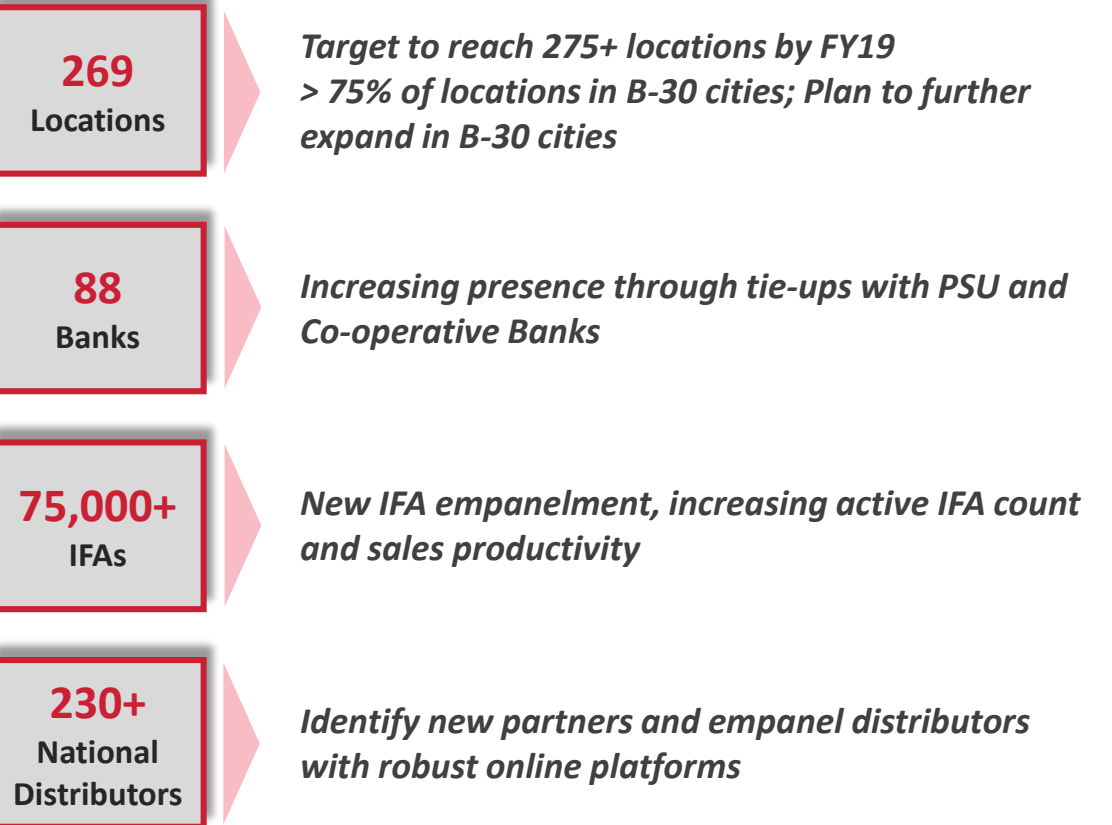 269
Locations
Target to reach 275+ locations by FY19
> 75% of locations in B-30 cities; Plan to further
expand in B-30 cities
88
Banks
Increasing presence through tie-ups with PSU and
Co-operative Banks
75,000+
IFAs
New IFA empanelment, increasing active IFA count
and sales productivity
230+
National
Distributors
Identify new partners and empanel distributors
with robust online platforms